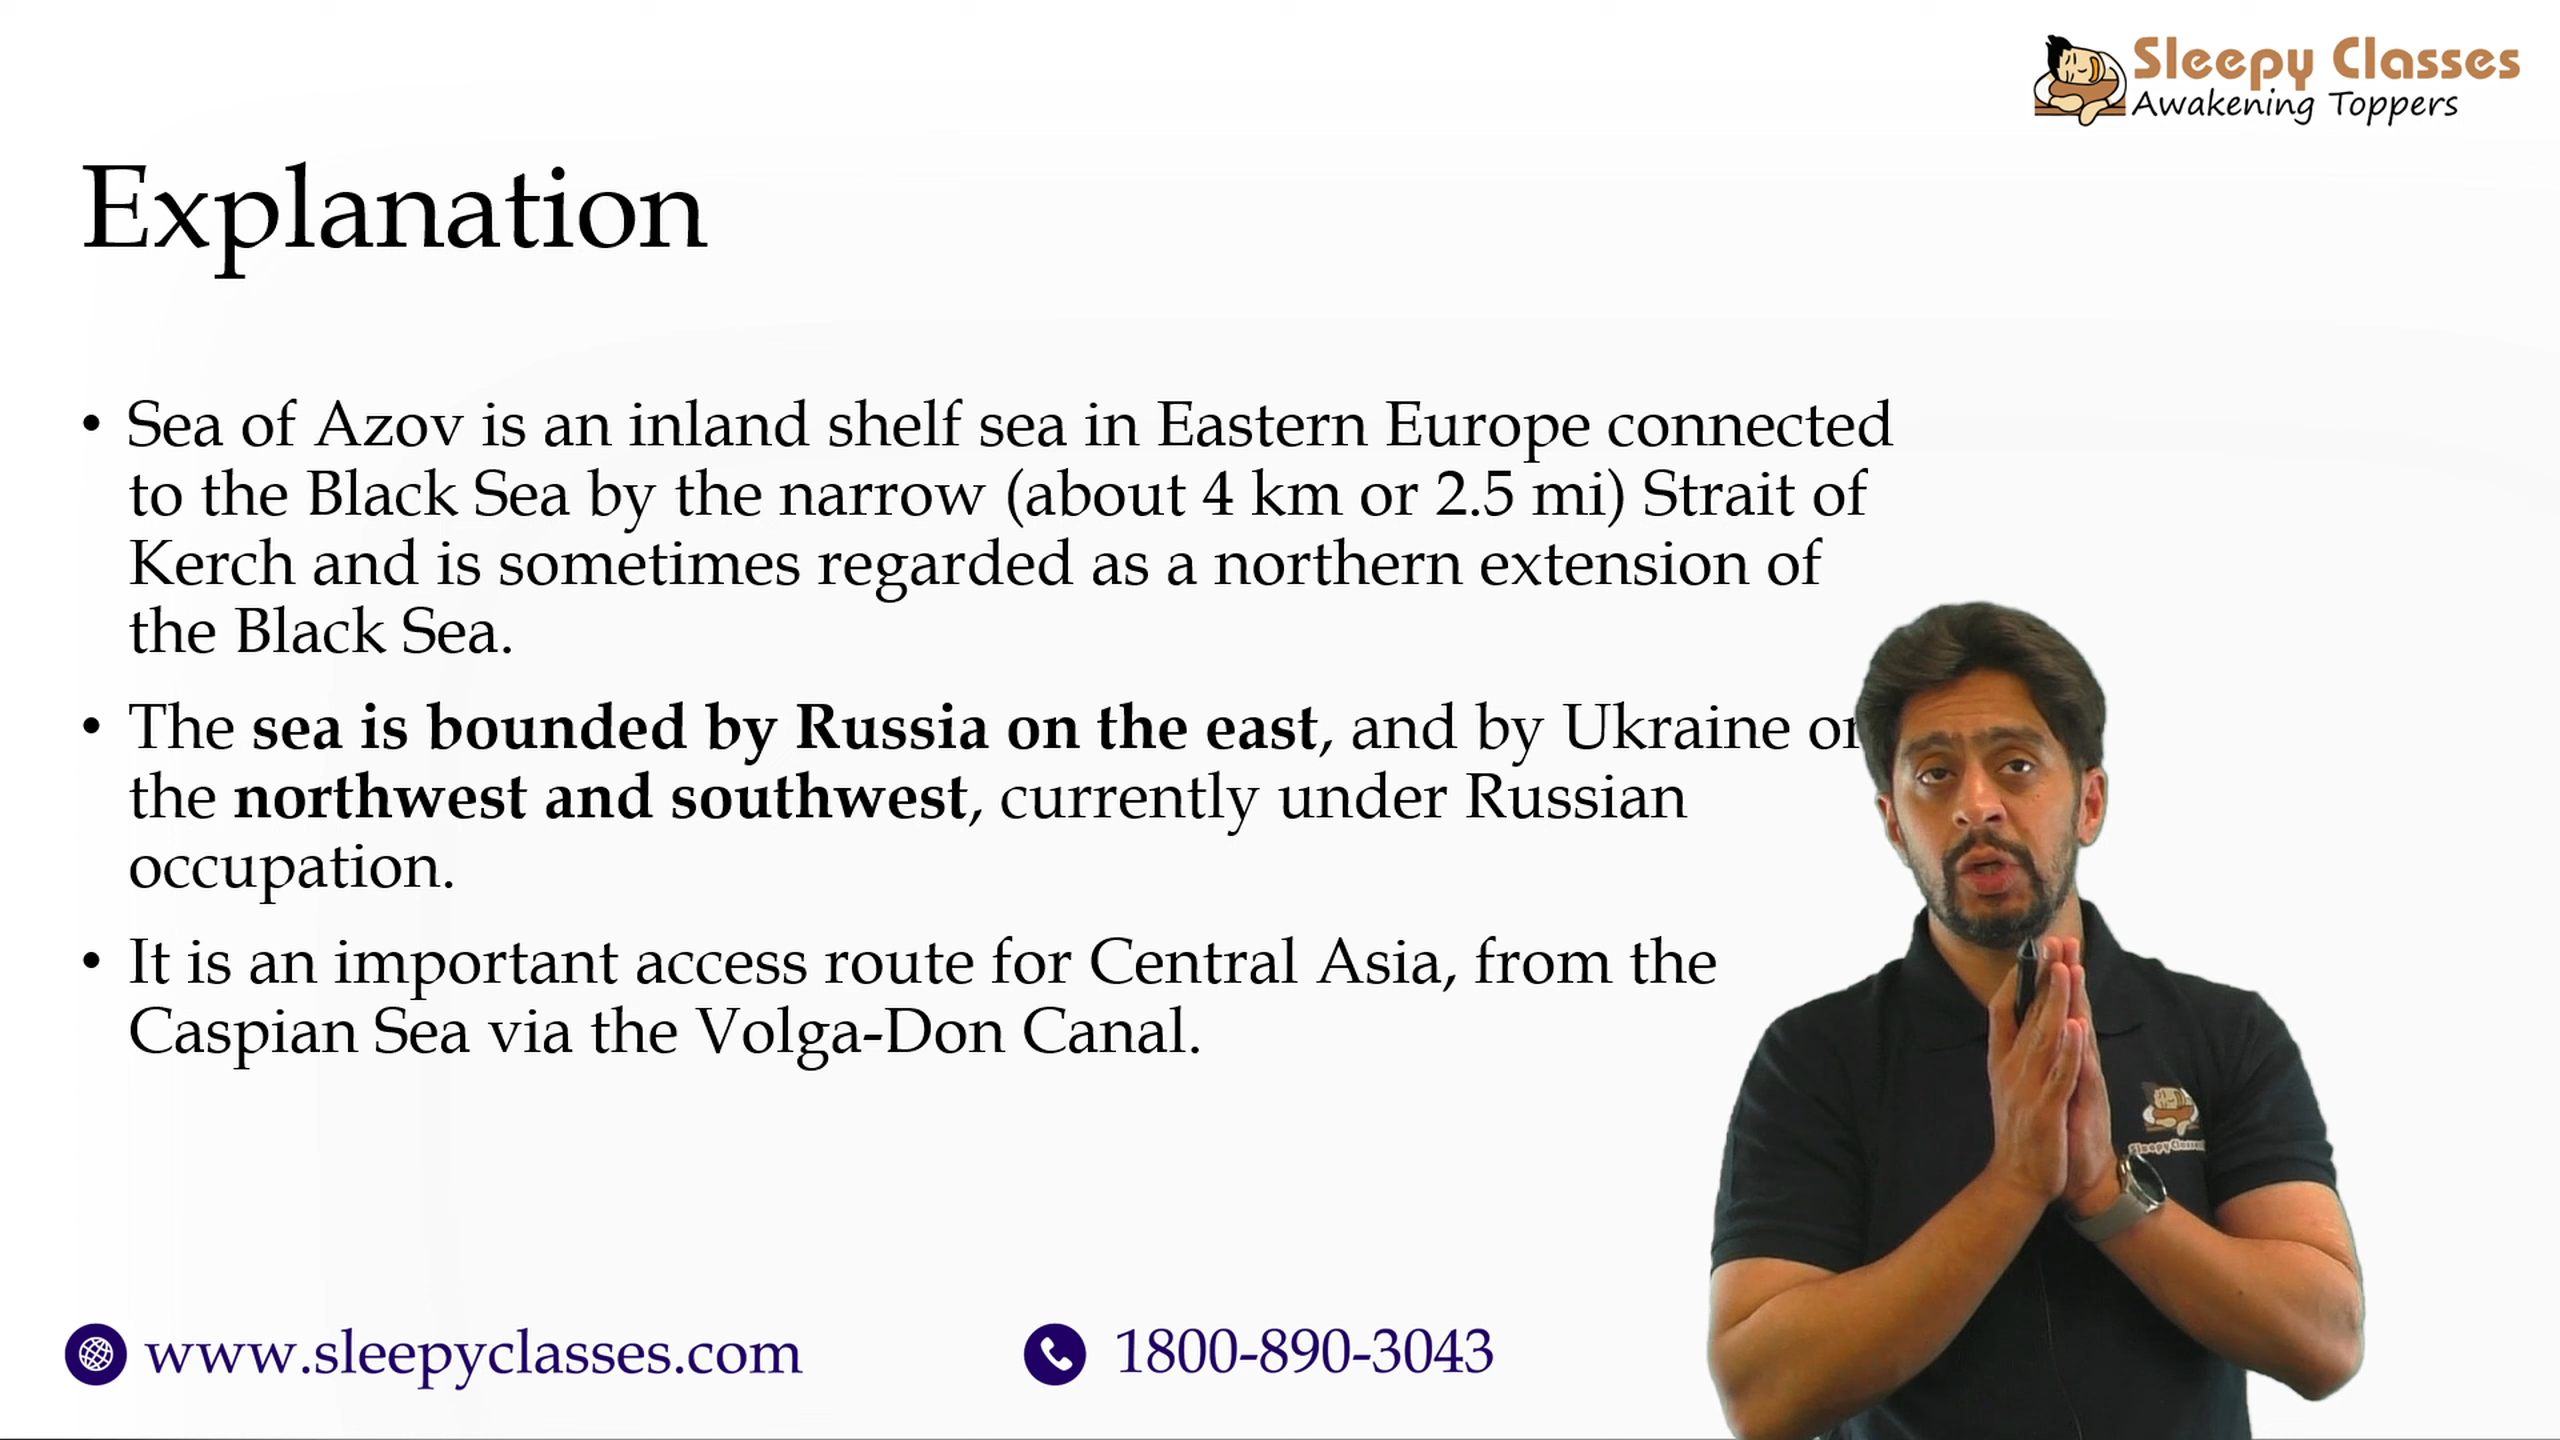 Sleepy Classes
Awakening Toppers
Explanation
• Sea of Azov is an inland shelf sea in Eastern Europe connected
to the Black Sea by the narrow (about 4 km or 2.5 mi) Strait of
Kerch and is sometimes regarded as a northern extension of
the Black Sea.
• The sea is bounded by Russia on the east, and by Ukraine on
the northwest and southwest, currently under Russian
occupation.
• It is an important access route for Central Asia, from the
Caspian Sea via the Volga-Don Canal.
SleepyClasses
www.sleepyclasses.com
1800-890-3043